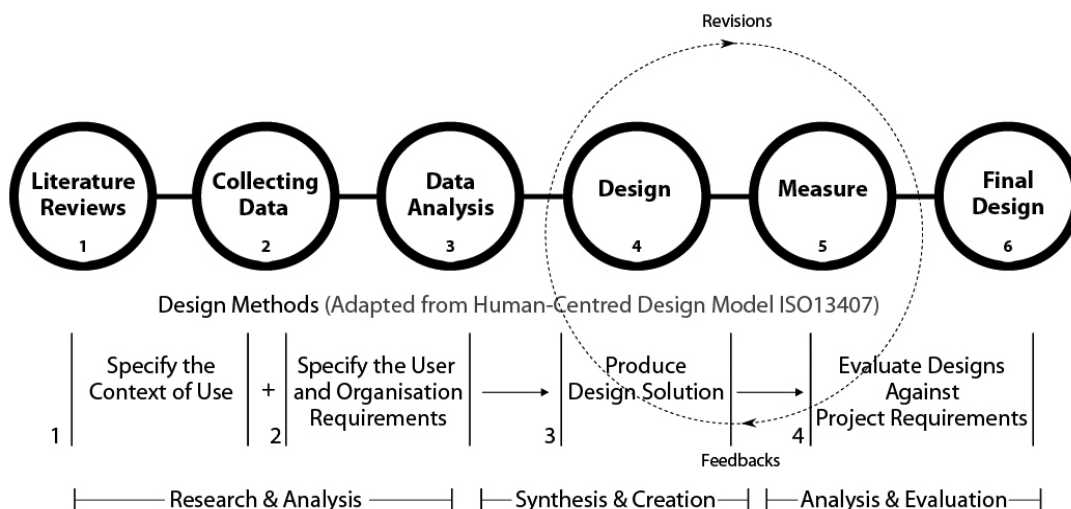 Revisions
Literature
Reviews
1
Collecting
Data
2
Data
Analysis
3
Design
4
Measure
5
Final
Design
6
Design Methods (Adapted from Human-Centred Design Model ISO13407)
1
Specify the
Context of Use
+
2
Specify the User
and Organisation
Requirements
3
Produce
Design Solution
4
Evaluate Designs
Against
Project Requirements
Feedbacks
Research & Analysis
Synthesis & Creation
Analysis & Evaluation